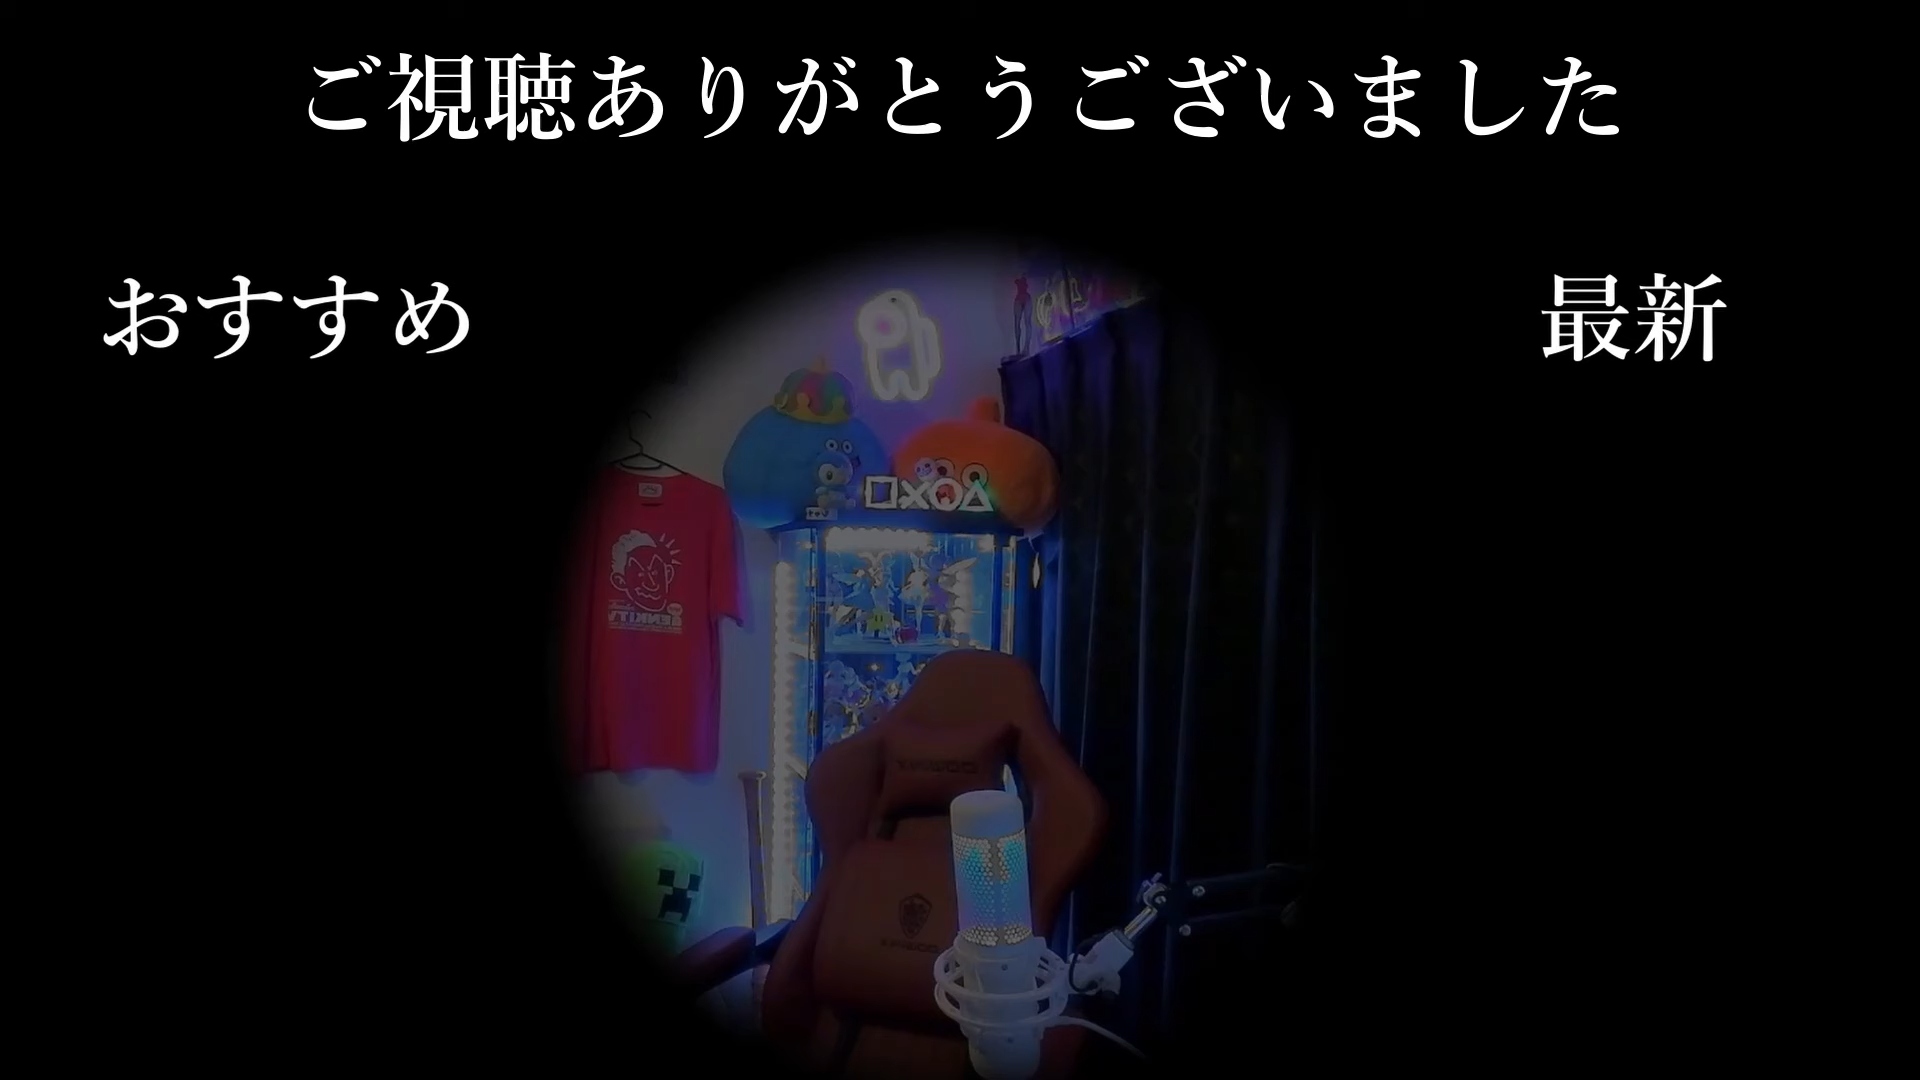 ご視聴ありがとうございました
おすすめ
最新